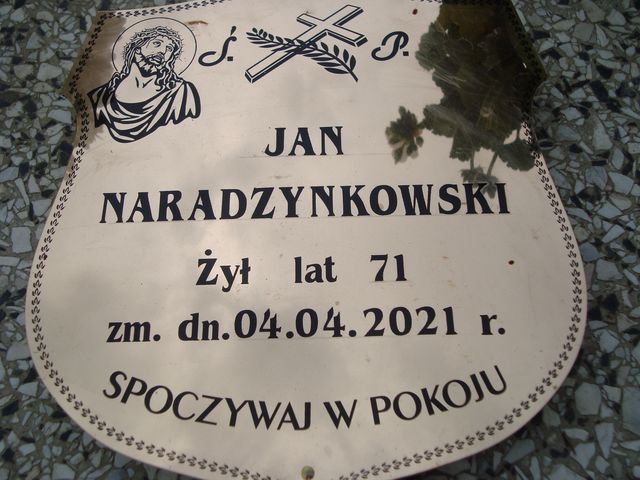 Ś. P.
JAN
NARADZYNKOWSKI
Żył lat 71
zm. dn. 04.04.2021 r.
SPOCZYWAJ W POKOJU